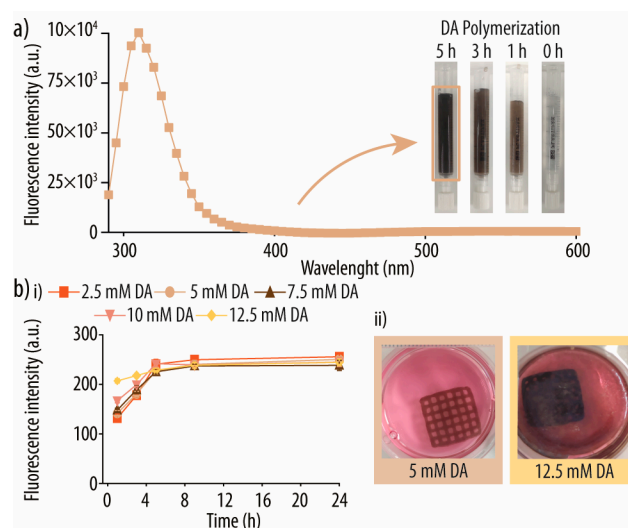 a)
DA Polymerization
5 h 3 h 1 h 0 h
Fluorescence intensity (a.u.)
10×10³
75×10³
50×10³
25×10³
0
300 400 500 600
Wavelenght (nm)
b) i) 2.5 mM DA 5 mM DA 7.5 mM DA
10 mM DA 12.5 mM DA
Fluorescence intensity (a.u.)
300
200
100
0
0 4 8 12 16 20 24
Time (h)
ii)
5 mM DA 12.5 mM DA